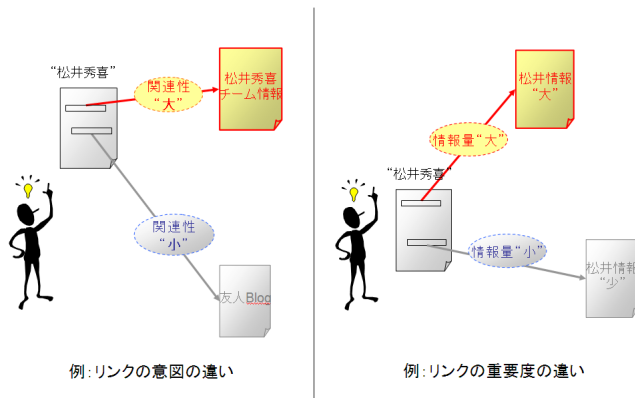 “松井秀喜”
関連性
“大”
松井秀喜
チーム情報
関連性
“小”
友人Blog
例：リンクの意図の違い
松井情報
“大”
情報量“大”
“松井秀喜”
情報量“小”
松井情報
“少”
例：リンクの重要度の違い